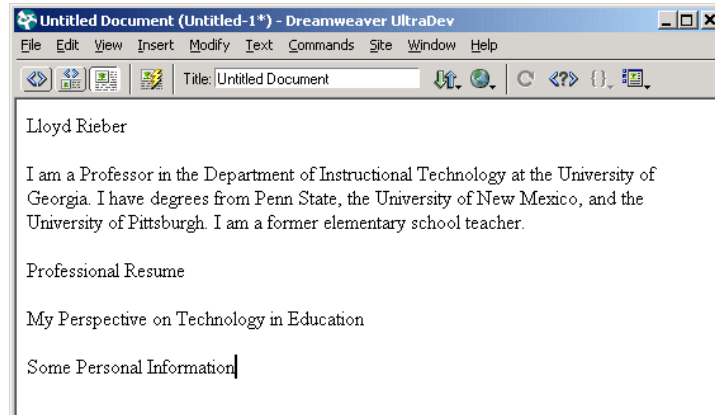 Untitled Document (Untitled-1*) - Dreamweaver UltraDev
File Edit View Insert Modify Text Commands Site Window Help
Title: Untitled Document
Lloyd Rieber
I am a Professor in the Department of Instructional Technology at the University of
Georgia. I have degrees from Penn State, the University of New Mexico, and the
University of Pittsburgh. I am a former elementary school teacher.
Professional Resume
My Perspective on Technology in Education
Some Personal Information